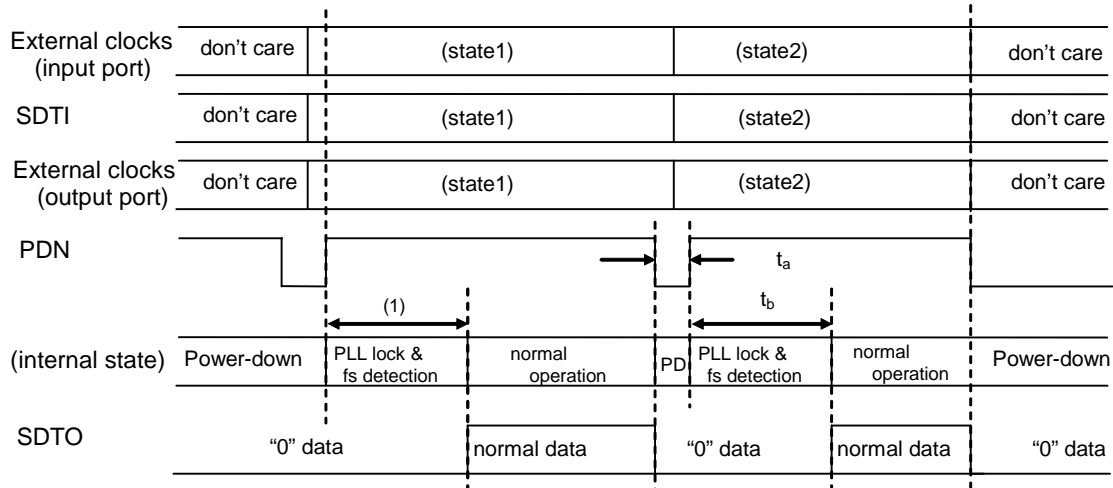 External clocks
(input port)
don’t care
(state1)
(state2)
don’t care
SDTI
don’t care
(state1)
(state2)
don’t care
External clocks
(output port)
don’t care
(state1)
(state2)
don’t care
PDN
ta
(1)
tb
(internal state)
Power-down
PLL lock &
fs detection
normal
operation
PD
PLL lock &
fs detection
normal
operation
Power-down
SDTO
“0” data
normal data
“0” data
normal data
“0” data